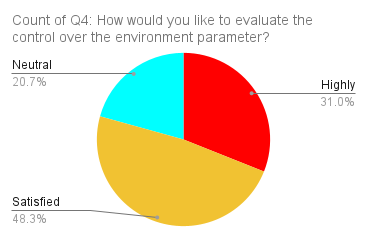 Count of Q4: How would you like to evaluate the
control over the environment parameter?
Neutral
20.7%
Highly
31.0%
Satisfied
48.3%